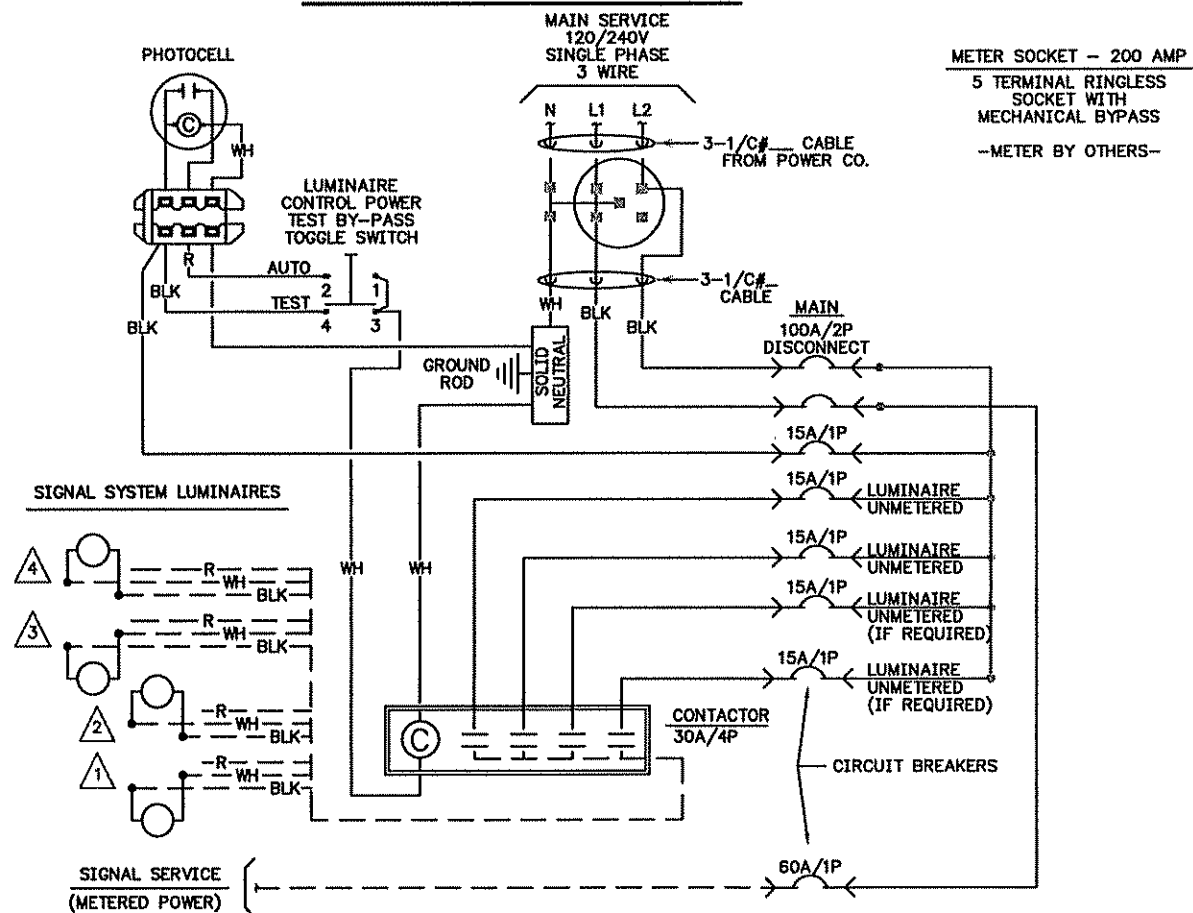 MAIN SERVICE
120/240V
SINGLE PHASE
3 WIRE
N L1 L2
3-1/C#__ CABLE
FROM POWER CO.
METER SOCKET - 200 AMP
5 TERMINAL RINGLESS
SOCKET WITH
MECHANICAL BYPASS
-METER BY OTHERS-
PHOTOCELL
C
WH
LUMINAIRE
CONTROL POWER
TEST BY-PASS
TOGGLE SWITCH
R
AUTO
2 1
BLK
TEST
4 3
BLK
3-1/C#_
CABLE
WH
BLK
BLK
GROUND
ROD
SOLID
NEUTRAL
MAIN
100A/2P
DISCONNECT
15A/1P
15A/1P
LUMINAIRE
UNMETERED
15A/1P
LUMINAIRE
UNMETERED
15A/1P
LUMINAIRE
UNMETERED
(IF REQUIRED)
15A/1P
LUMINAIRE
UNMETERED
(IF REQUIRED)
SIGNAL SYSTEM LUMINAIRES
4
R
WH
BLK
3
R
WH
BLK
2
R
WH
BLK
1
R
WH
BLK
WH
WH
C
CONTACTOR
30A/4P
CIRCUIT BREAKERS
60A/1P
SIGNAL SERVICE
(METERED POWER)